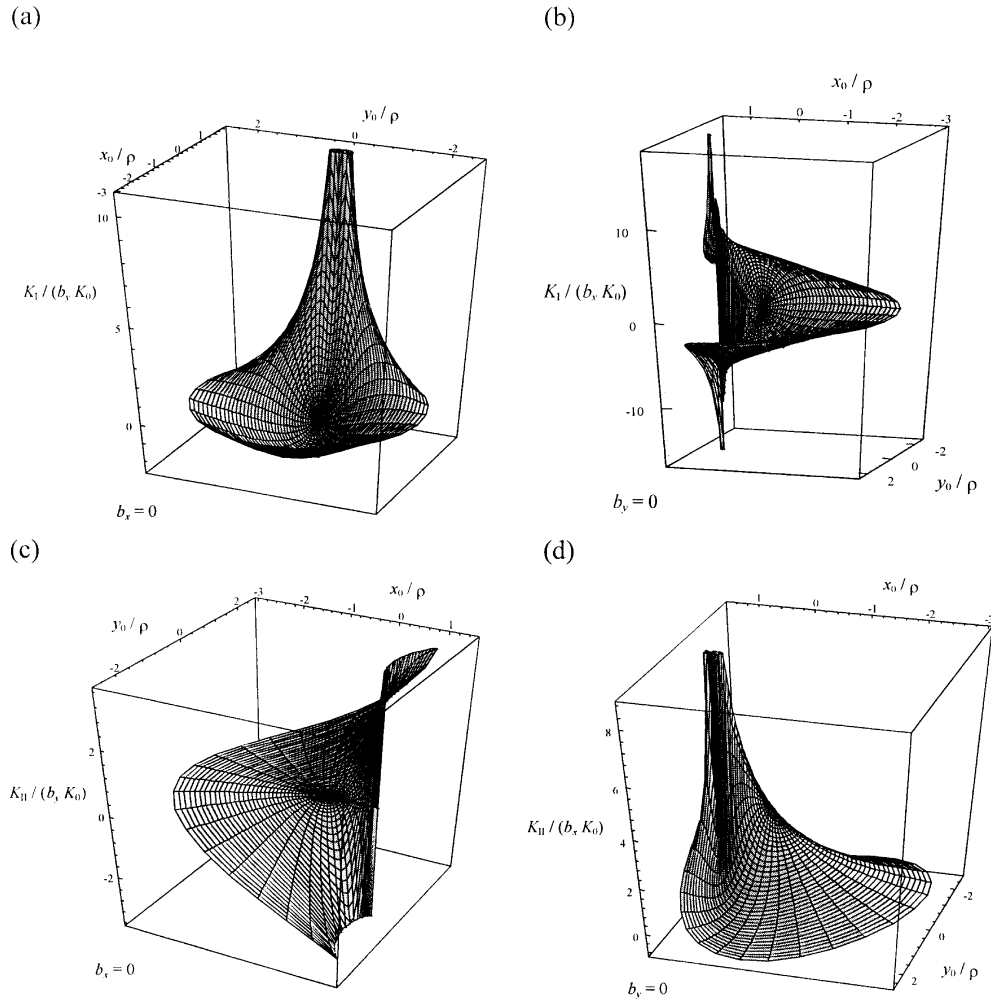 (a)
(b)
y₀ / ρ
x₀ / ρ
2 0 -2
1 0 -1 -2 -3
x₀ / ρ
1 0 -1 -2 -3
10
5
0
K_I / (b_y K₀)
b_x = 0
10
0
-10
K_I / (b_x K₀)
-2 0 2
y₀ / ρ
b_y = 0
(c)
(d)
x₀ / ρ
-3 -2 -1 0 1
y₀ / ρ
2 0 -2
x₀ / ρ
1 0 -1 -2 -3
2
0
-2
K_II / (b_y K₀)
b_x = 0
8
6
4
2
0
K_II / (b_x K₀)
-2 0 2
y₀ / ρ
b_y = 0